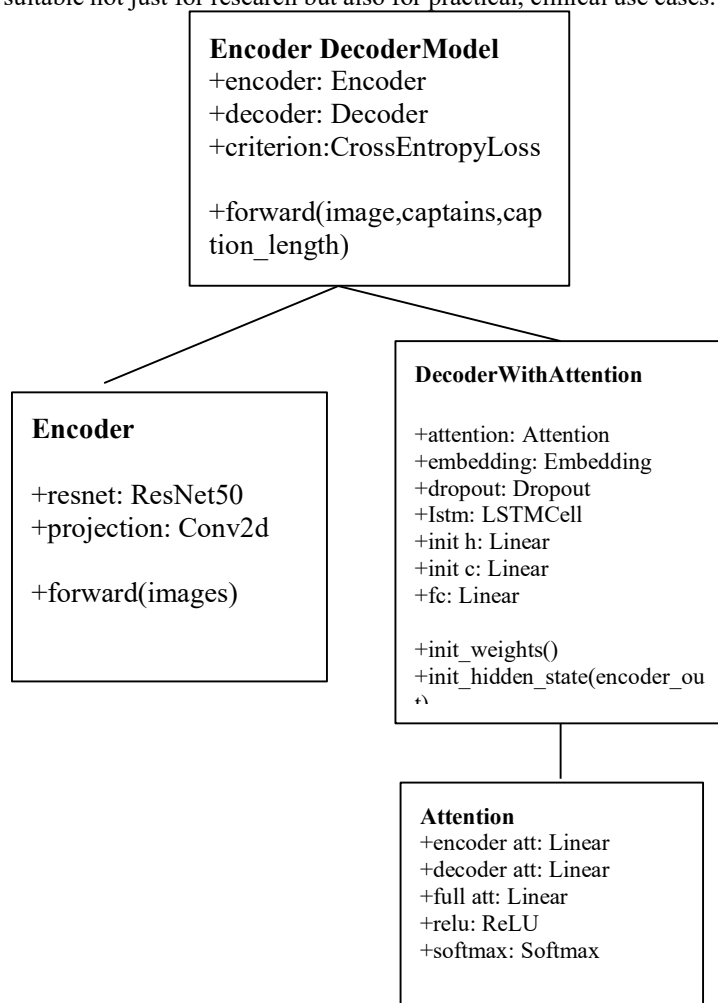 suitable not just for research but also for practical, clinical use cases.
Encoder DecoderModel
+encoder: Encoder
+decoder: Decoder
+criterion:CrossEntropyLoss
+forward(image,captains,cap
tion_length)
Encoder
+resnet: ResNet50
+projection: Conv2d
+forward(images)
DecoderWithAttention
+attention: Attention
+embedding: Embedding
+dropout: Dropout
+Istm: LSTMCell
+init h: Linear
+init c: Linear
+fc: Linear
+init_weights()
+init_hidden_state(encoder_ou
t)
Attention
+encoder att: Linear
+decoder att: Linear
+full att: Linear
+relu: ReLU
+softmax: Softmax